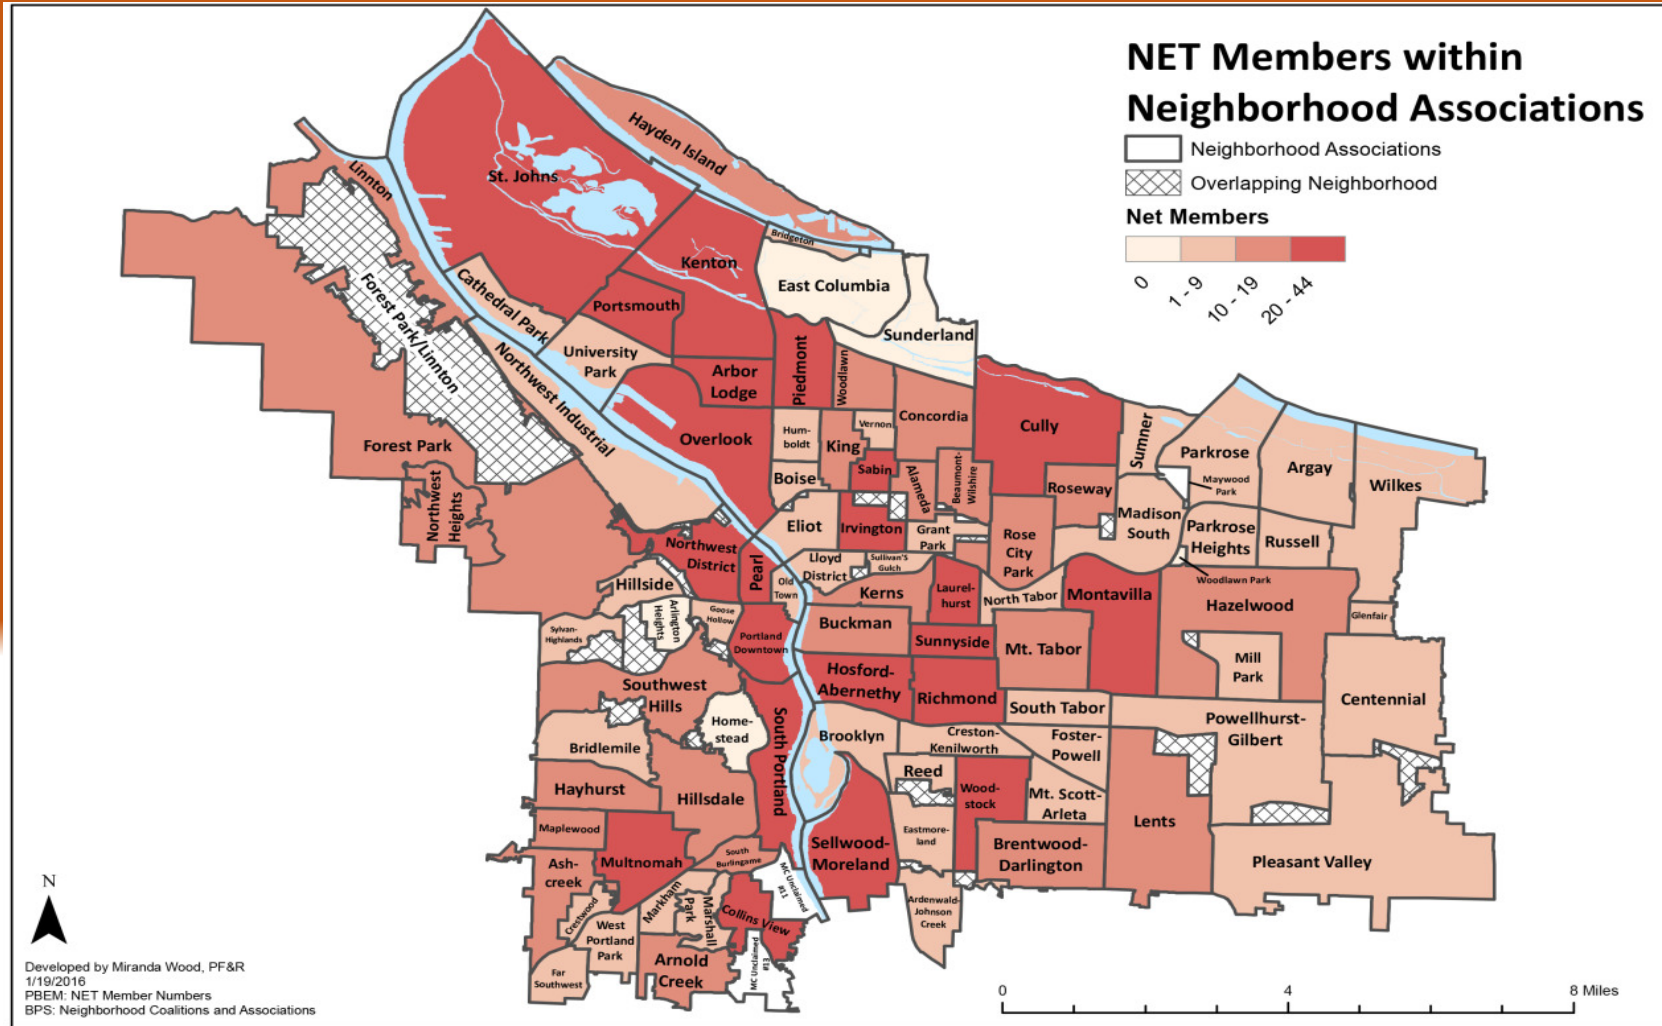 NET Members within
Neighborhood Associations
Neighborhood Associations
Overlapping Neighborhood
Net Members
0
1 - 9
10 - 19
20 - 44
Hayden Island
Linnton
St. Johns
Bridgeton
Kenton
East Columbia
Cathedral Park
Portsmouth
Sunderland
Forest Park/Linnton
University
Park
Northwest Industrial
Arbor
Lodge
Piedmont
Woodlawn
Concordia
Cully
Sumner
Overlook
Hum-
boldt
King
Vernon
Forest Park
Parkrose
Argay
Wilkes
Maywood
Park
Boise
Sabin
Alameda
Beaumont-
Wilshire
Roseway
Northwest
Heights
Eliot
Irvington
Grant
Park
Rose
City
Park
Madison
South
Parkrose
Heights
Russell
Northwest
District
Pearl
Old
Town
Lloyd
District
Sullivan'S
Gulch
Woodlawn Park
Hillside
Kerns
Laurel-
hurst
North Tabor
Montavilla
Hazelwood
Glenfair
Arlington
Heights
Goose
Hollow
Sylvan-
Highlands
Portland
Downtown
Buckman
Sunnyside
Mt. Tabor
Mill
Park
Hosford-
Abernethy
Richmond
South Tabor
Centennial
Southwest
Hills
Home-
stead
South Portland
Bridlemile
Brooklyn
Creston-
Kenilworth
Foster-
Powell
Powellhurst-
Gilbert
Hayhurst
Hillsdale
Reed
Wood-
stock
Mt. Scott-
Arleta
Lents
Maplewood
Multnomah
South
Burlingame
Sellwood-
Moreland
Eastmore-
land
Brentwood-
Darlington
Pleasant Valley
Ash-
creek
MC Unclaimed
#11
Crestwood
Markham
Marshall
Park
Collins View
Ardenwald-
Johnson
Creek
West
Portland
Park
Far
Southwest
Arnold
Creek
MC Unclaimed
#13
N
Developed by Miranda Wood, PF&R
1/19/2016
PBEM: NET Member Numbers
BPS: Neighborhood Coalitions and Associations
0
4
8 Miles